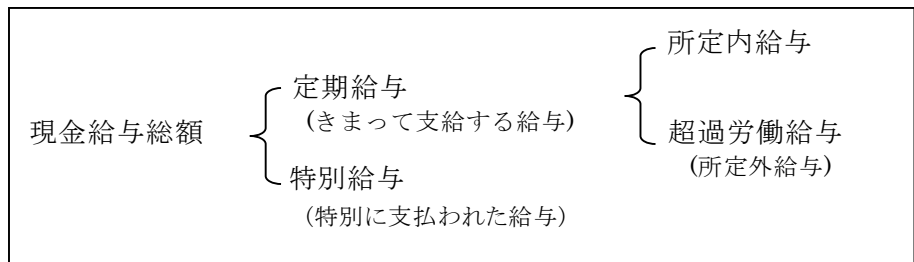 現金給与総額
定期給与
(きまって支給する給与)
特別給与
(特別に支払われた給与)
所定内給与
超過労働給与
(所定外給与)